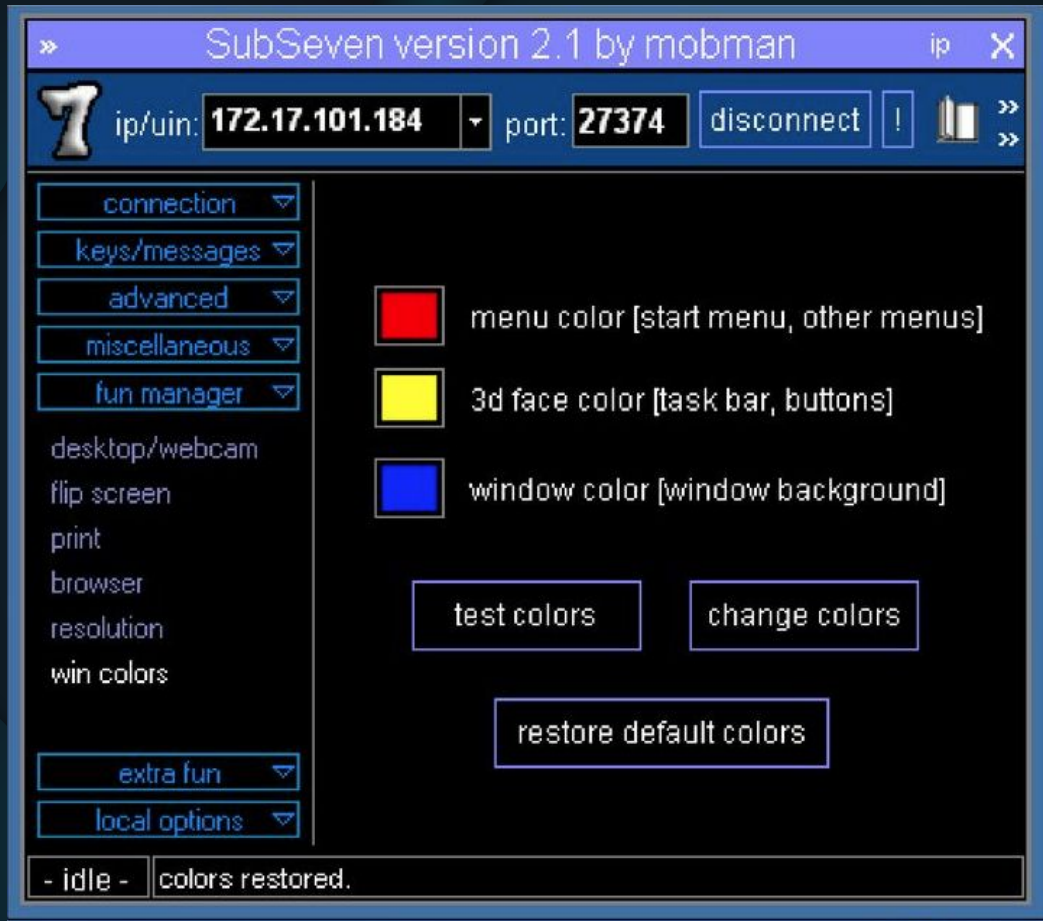 » SubSeven version 2.1 by mobman ip X
7 ip/uin: 172.17.101.184 port: 27374 disconnect ! »
»
connection
keys/messages
advanced
miscellaneous
fun manager
desktop/webcam
flip screen
print
browser
resolution
win colors
extra fun
local options
menu color [start menu, other menus]
3d face color [task bar, buttons]
window color [window background]
test colors change colors
restore default colors
- idle - colors restored.